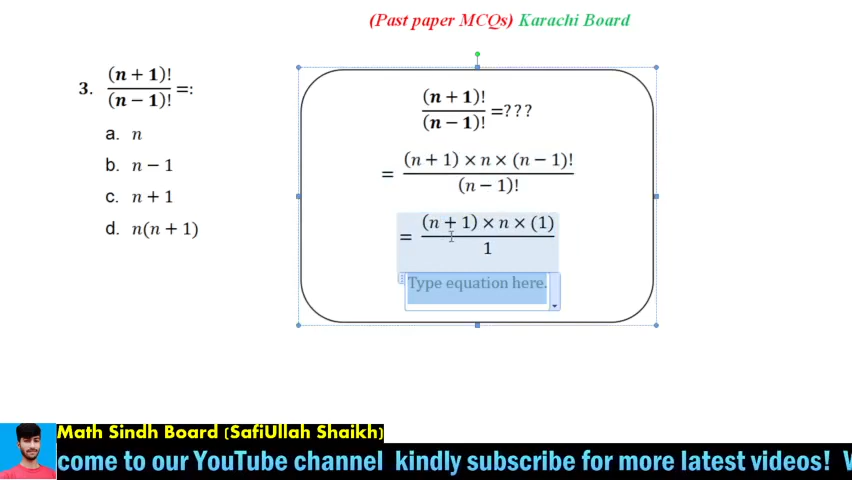 (Past paper MCQs) Karachi Board
3. (n + 1)! / (n − 1)! =:
a. n
b. n − 1
c. n + 1
d. n(n + 1)
(n + 1)! / (n − 1)! =???
= (n + 1) × n × (n − 1)! / (n − 1)!
= (n + 1) × n × (1) / 1
Type equation here.
Math Sindh Board (SafiUllah Shaikh)
come to our YouTube channel kindly subscribe for more latest videos! W